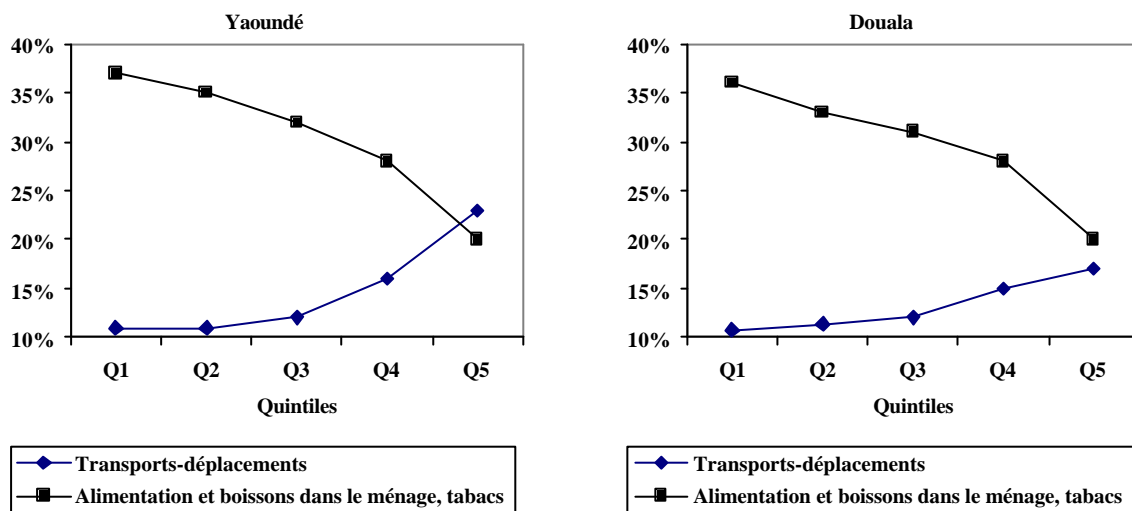 Yaoundé
40%
35%
30%
25%
20%
15%
10%
Q1 Q2 Q3 Q4 Q5
Quintiles
Transports-déplacements
Alimentation et boissons dans le ménage, tabacs
Douala
40%
35%
30%
25%
20%
15%
10%
Q1 Q2 Q3 Q4 Q5
Quintiles
Transports-déplacements
Alimentation et boissons dans le ménage, tabacs